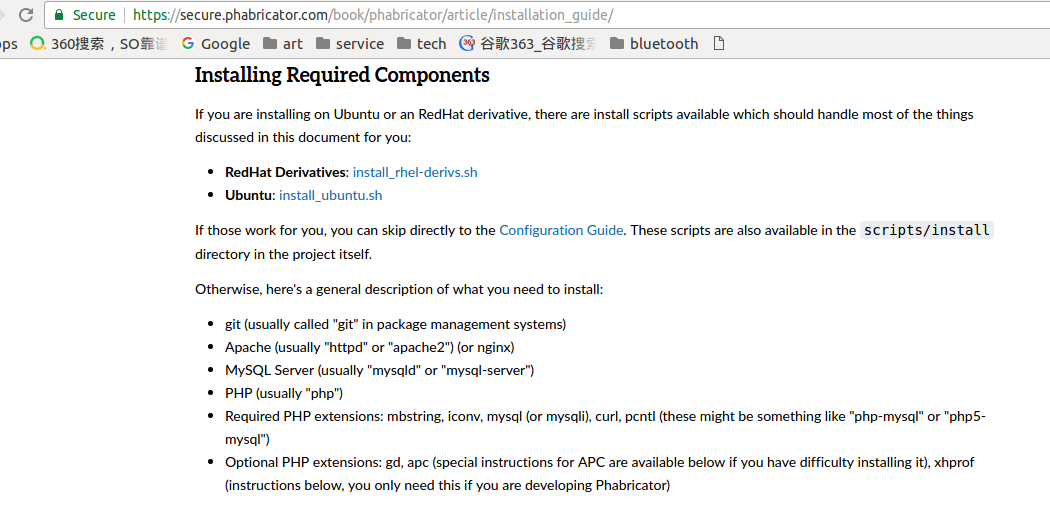 Secure https://secure.phabricator.com/book/phabricator/article/installation_guide/
ps 360搜索，SO靠谱 Google art service tech 谷歌363_谷歌搜索 bluetooth
Installing Required Components
If you are installing on Ubuntu or an RedHat derivative, there are install scripts available which should handle most of the things
discussed in this document for you:
• RedHat Derivatives: install_rhel-derivs.sh
• Ubuntu: install_ubuntu.sh
If those work for you, you can skip directly to the Configuration Guide. These scripts are also available in the scripts/install
directory in the project itself.
Otherwise, here's a general description of what you need to install:
• git (usually called "git" in package management systems)
• Apache (usually "httpd" or "apache2") (or nginx)
• MySQL Server (usually "mysqld" or "mysql-server")
• PHP (usually "php")
• Required PHP extensions: mbstring, iconv, mysql (or mysqli), curl, pcntl (these might be something like "php-mysql" or "php5-
mysql")
• Optional PHP extensions: gd, apc (special instructions for APC are available below if you have difficulty installing it), xhprof
(instructions below, you only need this if you are developing Phabricator)